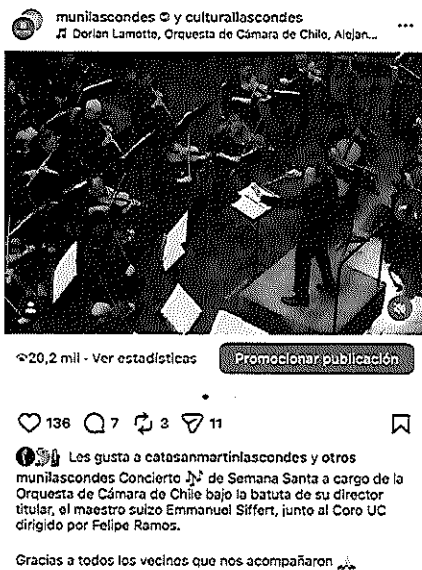 munilascondes y culturallascondes
Dorian Lamotte, Orquesta de Cámara de Chile, Alejan...
20,2 mil - Ver estadísticas
Promocionar publicación
136 7 3 11
Les gusta a catasanmartinlascondes y otros
munilascondes Concierto 🎶 de Semana Santa a cargo de la
Orquesta de Cámara de Chile bajo la batuta de su director
titular, el maestro suizo Emmanuel Siffert, junto al Coro UC
dirigido por Felipe Ramos.
Gracias a todos los vecinos que nos acompañaron